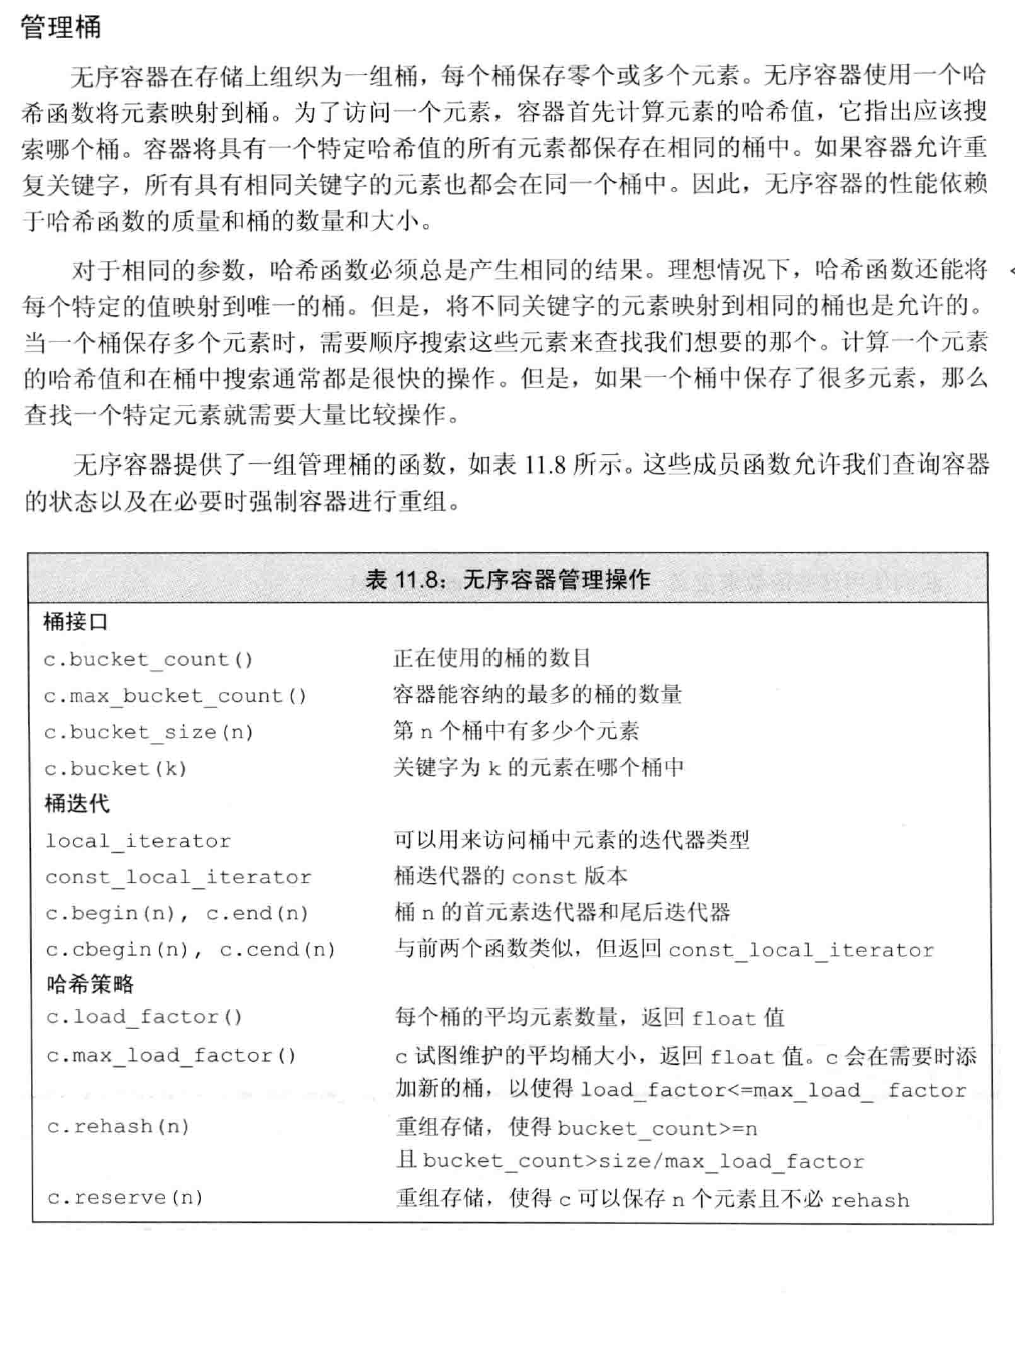 管理桶
无序容器在存储上组织为一组桶，每个桶保存零个或多个元素。无序容器使用一个哈
希函数将元素映射到桶。为了访问一个元素，容器首先计算元素的哈希值，它指出应该搜
索哪个桶。容器将具有一个特定哈希值的所有元素都保存在相同的桶中。如果容器允许重
复关键字，所有具有相同关键字的元素也都会在同一个桶中。因此，无序容器的性能依赖
于哈希函数的质量和桶的数量和大小。
对于相同的参数，哈希函数必须总是产生相同的结果。理想情况下，哈希函数还能将
每个特定的值映射到唯一的桶。但是，将不同关键字的元素映射到相同的桶也是允许的。
当一个桶保存多个元素时，需要顺序搜索这些元素来查找我们想要的那个。计算一个元素
的哈希值和在桶中搜索通常都是很快的操作。但是，如果一个桶中保存了很多元素，那么
查找一个特定元素就需要大量比较操作。
无序容器提供了一组管理桶的函数，如表 11.8 所示。这些成员函数允许我们查询容器
的状态以及在必要时强制容器进行重组。
表 11.8：无序容器管理操作
桶接口
c.bucket_count() 正在使用的桶的数目
c.max_bucket_count() 容器能容纳的最多的桶的数量
c.bucket_size(n) 第 n 个桶中有多少个元素
c.bucket(k) 关键字为 k 的元素在哪个桶中
桶迭代
local_iterator 可以用来访问桶中元素的迭代器类型
const_local_iterator 桶迭代器的 const 版本
c.begin(n), c.end(n) 桶 n 的首元素迭代器和尾后迭代器
c.cbegin(n), c.cend(n) 与前两个函数类似，但返回 const_local_iterator
哈希策略
c.load_factor() 每个桶的平均元素数量，返回 float 值
c.max_load_factor() c 试图维护的平均桶大小，返回 float 值。c 会在需要时添
加新的桶，以使得 load_factor<=max_load_ factor
c.rehash(n) 重组存储，使得 bucket_count>=n
且 bucket_count>size/max_load_factor
c.reserve(n) 重组存储，使得 c 可以保存 n 个元素且不必 rehash